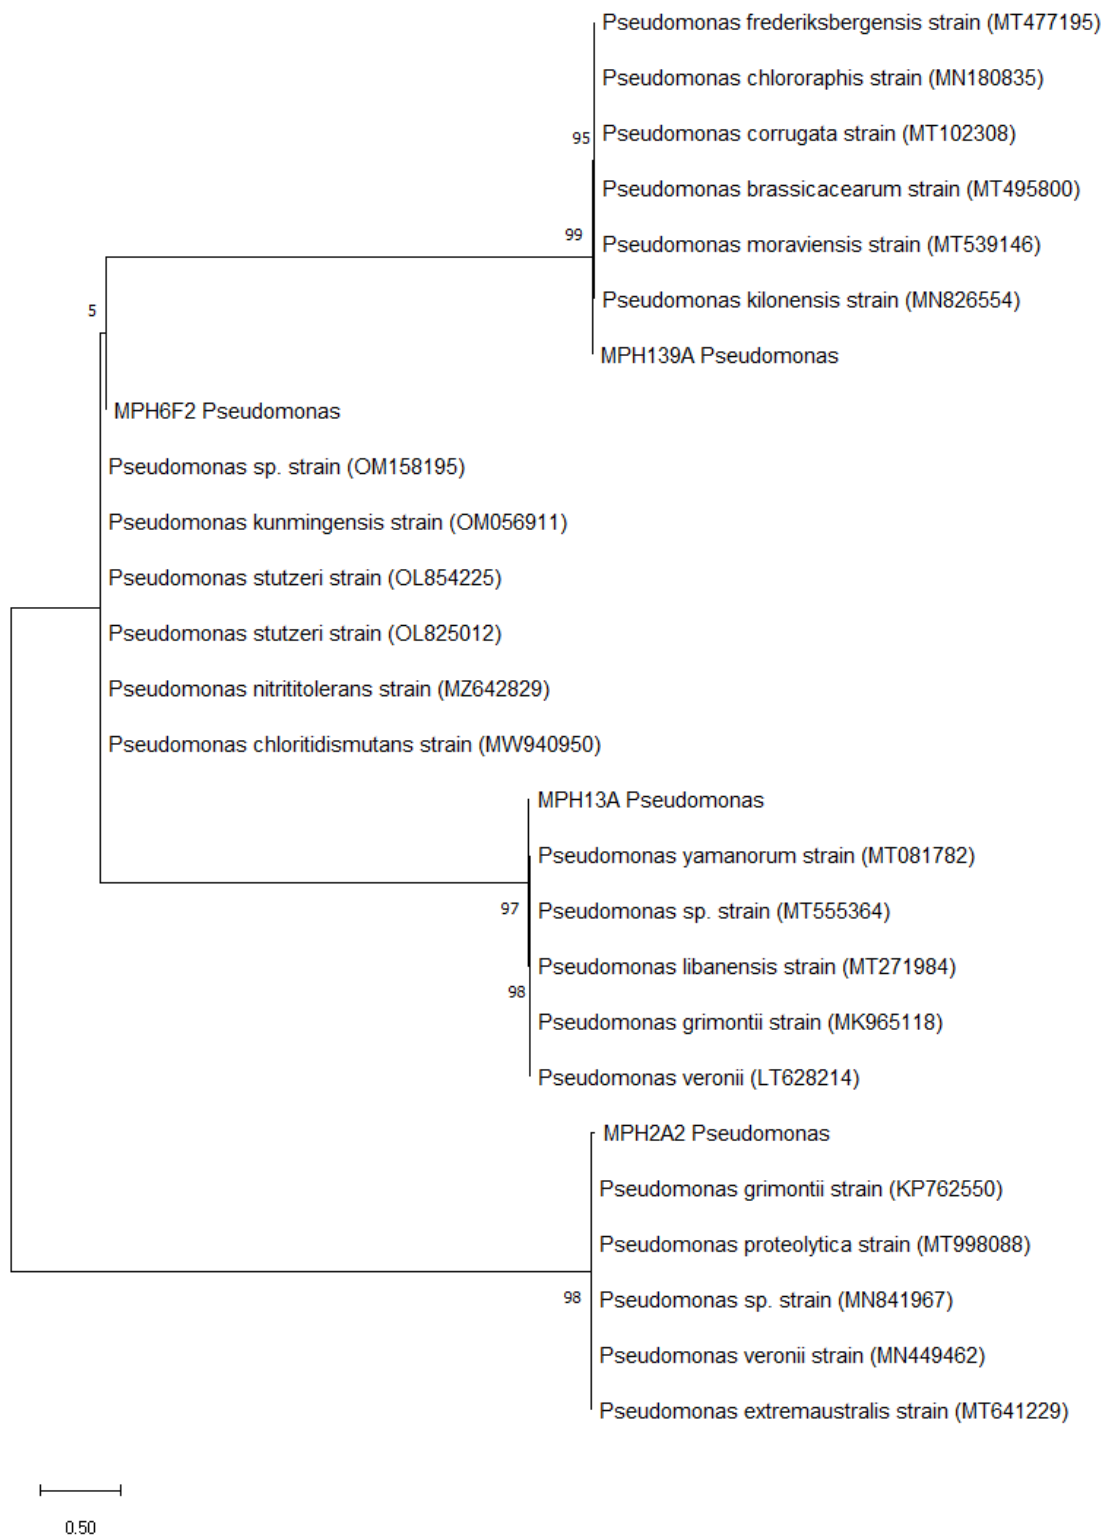 Pseudomonas frederiksbergensis strain (MT477195)
Pseudomonas chlororaphis strain (MN180835)
95
Pseudomonas corrugata strain (MT102308)
Pseudomonas brassicacearum strain (MT495800)
99
Pseudomonas moraviensis strain (MT539146)
Pseudomonas kilonensis strain (MN826554)
5
MPH139A Pseudomonas
MPH6F2 Pseudomonas
Pseudomonas sp. strain (OM158195)
Pseudomonas kunmingensis strain (OM056911)
Pseudomonas stutzeri strain (OL854225)
Pseudomonas stutzeri strain (OL825012)
Pseudomonas nitrititolerans strain (MZ642829)
Pseudomonas chloritidismutans strain (MW940950)
MPH13A Pseudomonas
Pseudomonas yamanorum strain (MT081782)
97
Pseudomonas sp. strain (MT555364)
Pseudomonas libanensis strain (MT271984)
98
Pseudomonas grimontii strain (MK965118)
Pseudomonas veronii (LT628214)
MPH2A2 Pseudomonas
Pseudomonas grimontii strain (KP762550)
Pseudomonas proteolytica strain (MT998088)
98
Pseudomonas sp. strain (MN841967)
Pseudomonas veronii strain (MN449462)
Pseudomonas extremaustralis strain (MT641229)
0.50